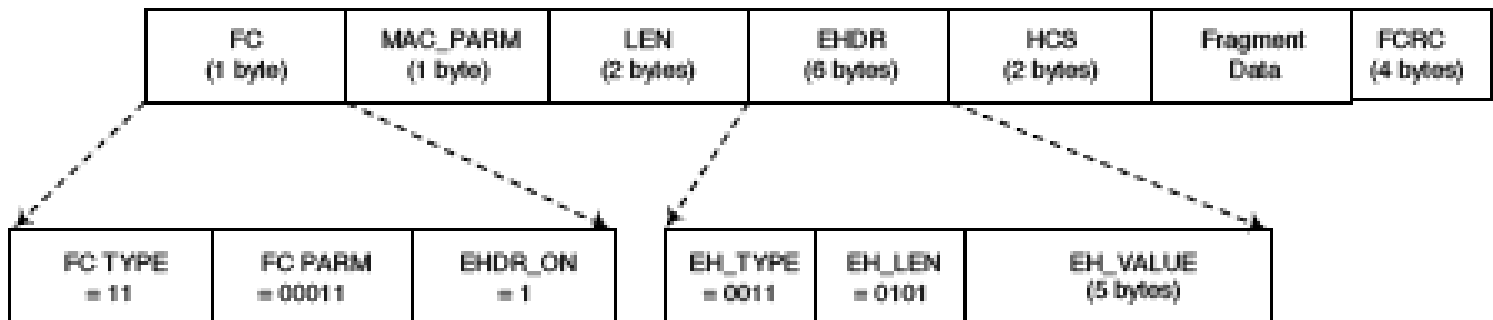 FC
(1 byte)
MAC_PARM
(1 byte)
LEN
(2 bytes)
EHDR
(6 bytes)
HCS
(2 bytes)
Fragment
Data
FCRC
(4 bytes)
FC TYPE
= 11
FC PARM
= 00011
EHDR_ON
= 1
EH_TYPE
= 0011
EH_LEN
= 0101
EH_VALUE
(5 bytes)